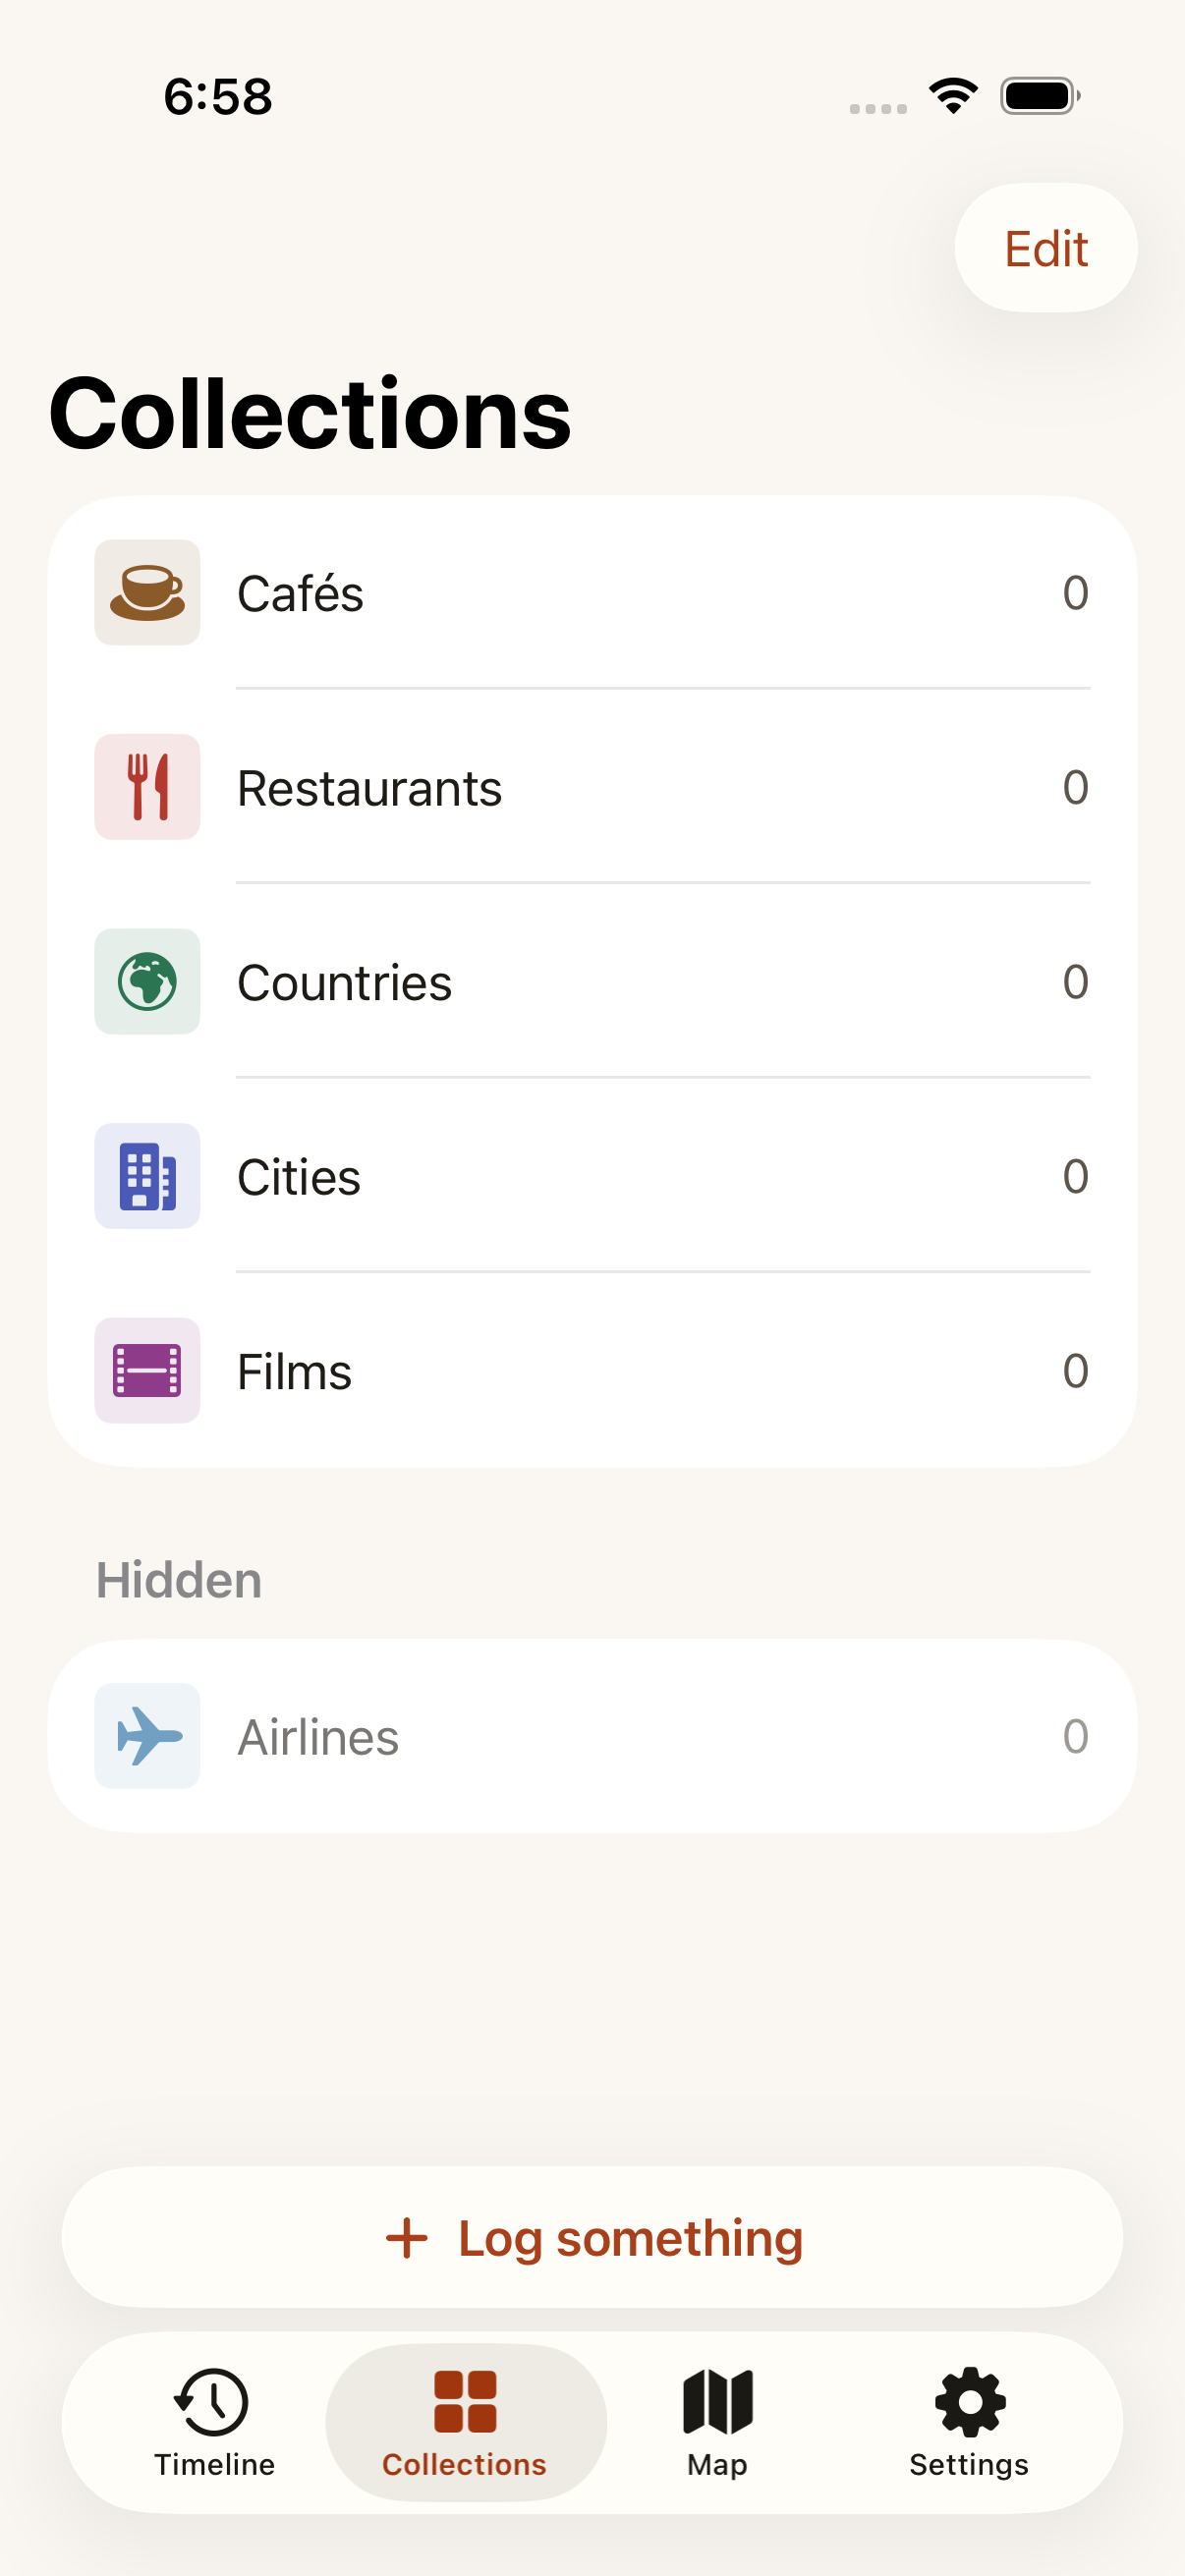 6:58
Edit
Collections
Cafés 0
Restaurants 0
Countries 0
Cities 0
Films 0
Hidden
Airlines 0
+ Log something
Timeline Collections Map Settings